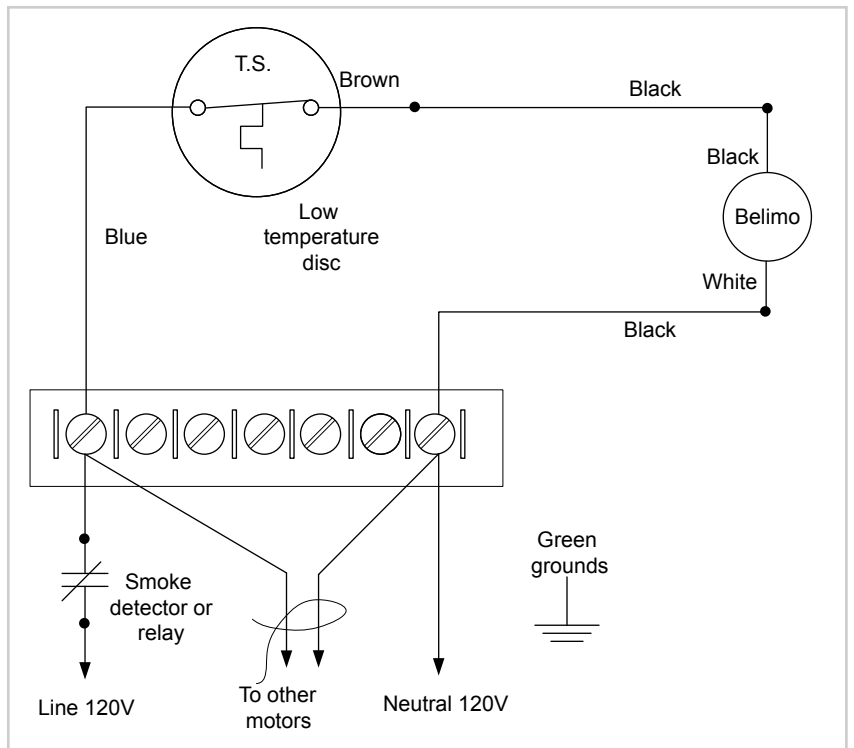 T.S.
Brown
Black
Black
Belimo
White
Black
Low
temperature
disc
Blue
Green
grounds
Smoke
detector or
relay
Line 120V
To other
motors
Neutral 120V